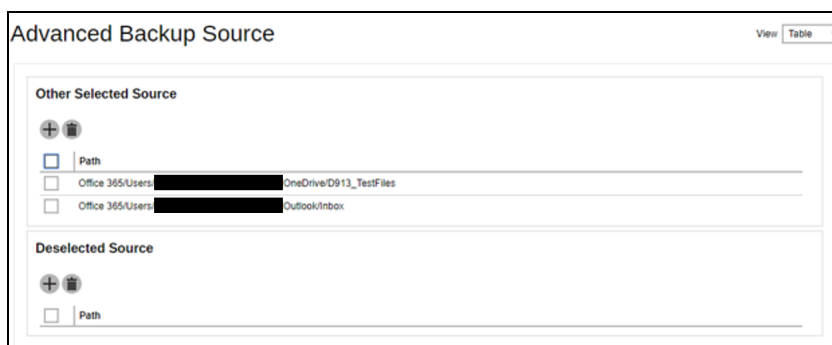 Advanced Backup Source
View Table
Other Selected Source
Path
Office 365/Users/ OneDrive/D913_TestFiles
Office 365/Users/ Outlook/Inbox
Deselected Source
Path